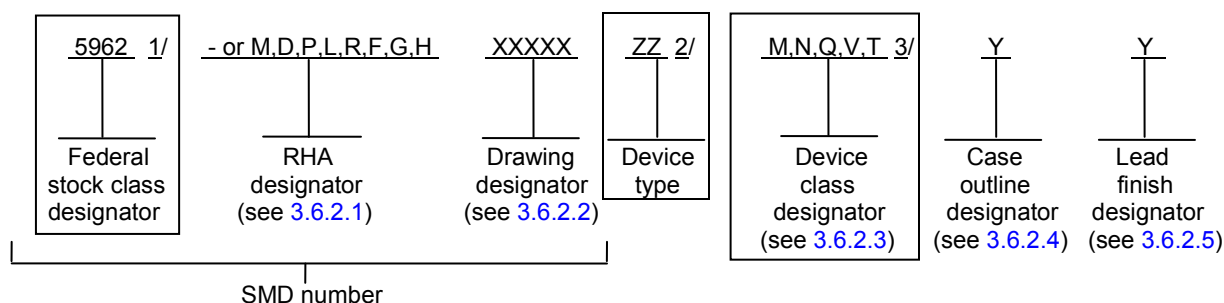 5962 1/ - or M,D,P,L,R,F,G,H XXXXX ZZ 2/ M,N,Q,V,T 3/ Y Y
Federal stock class designator
RHA designator (see 3.6.2.1)
Drawing designator (see 3.6.2.2)
Device type
Device class designator (see 3.6.2.3)
Case outline designator (see 3.6.2.4)
Lead finish designator (see 3.6.2.5)
SMD number